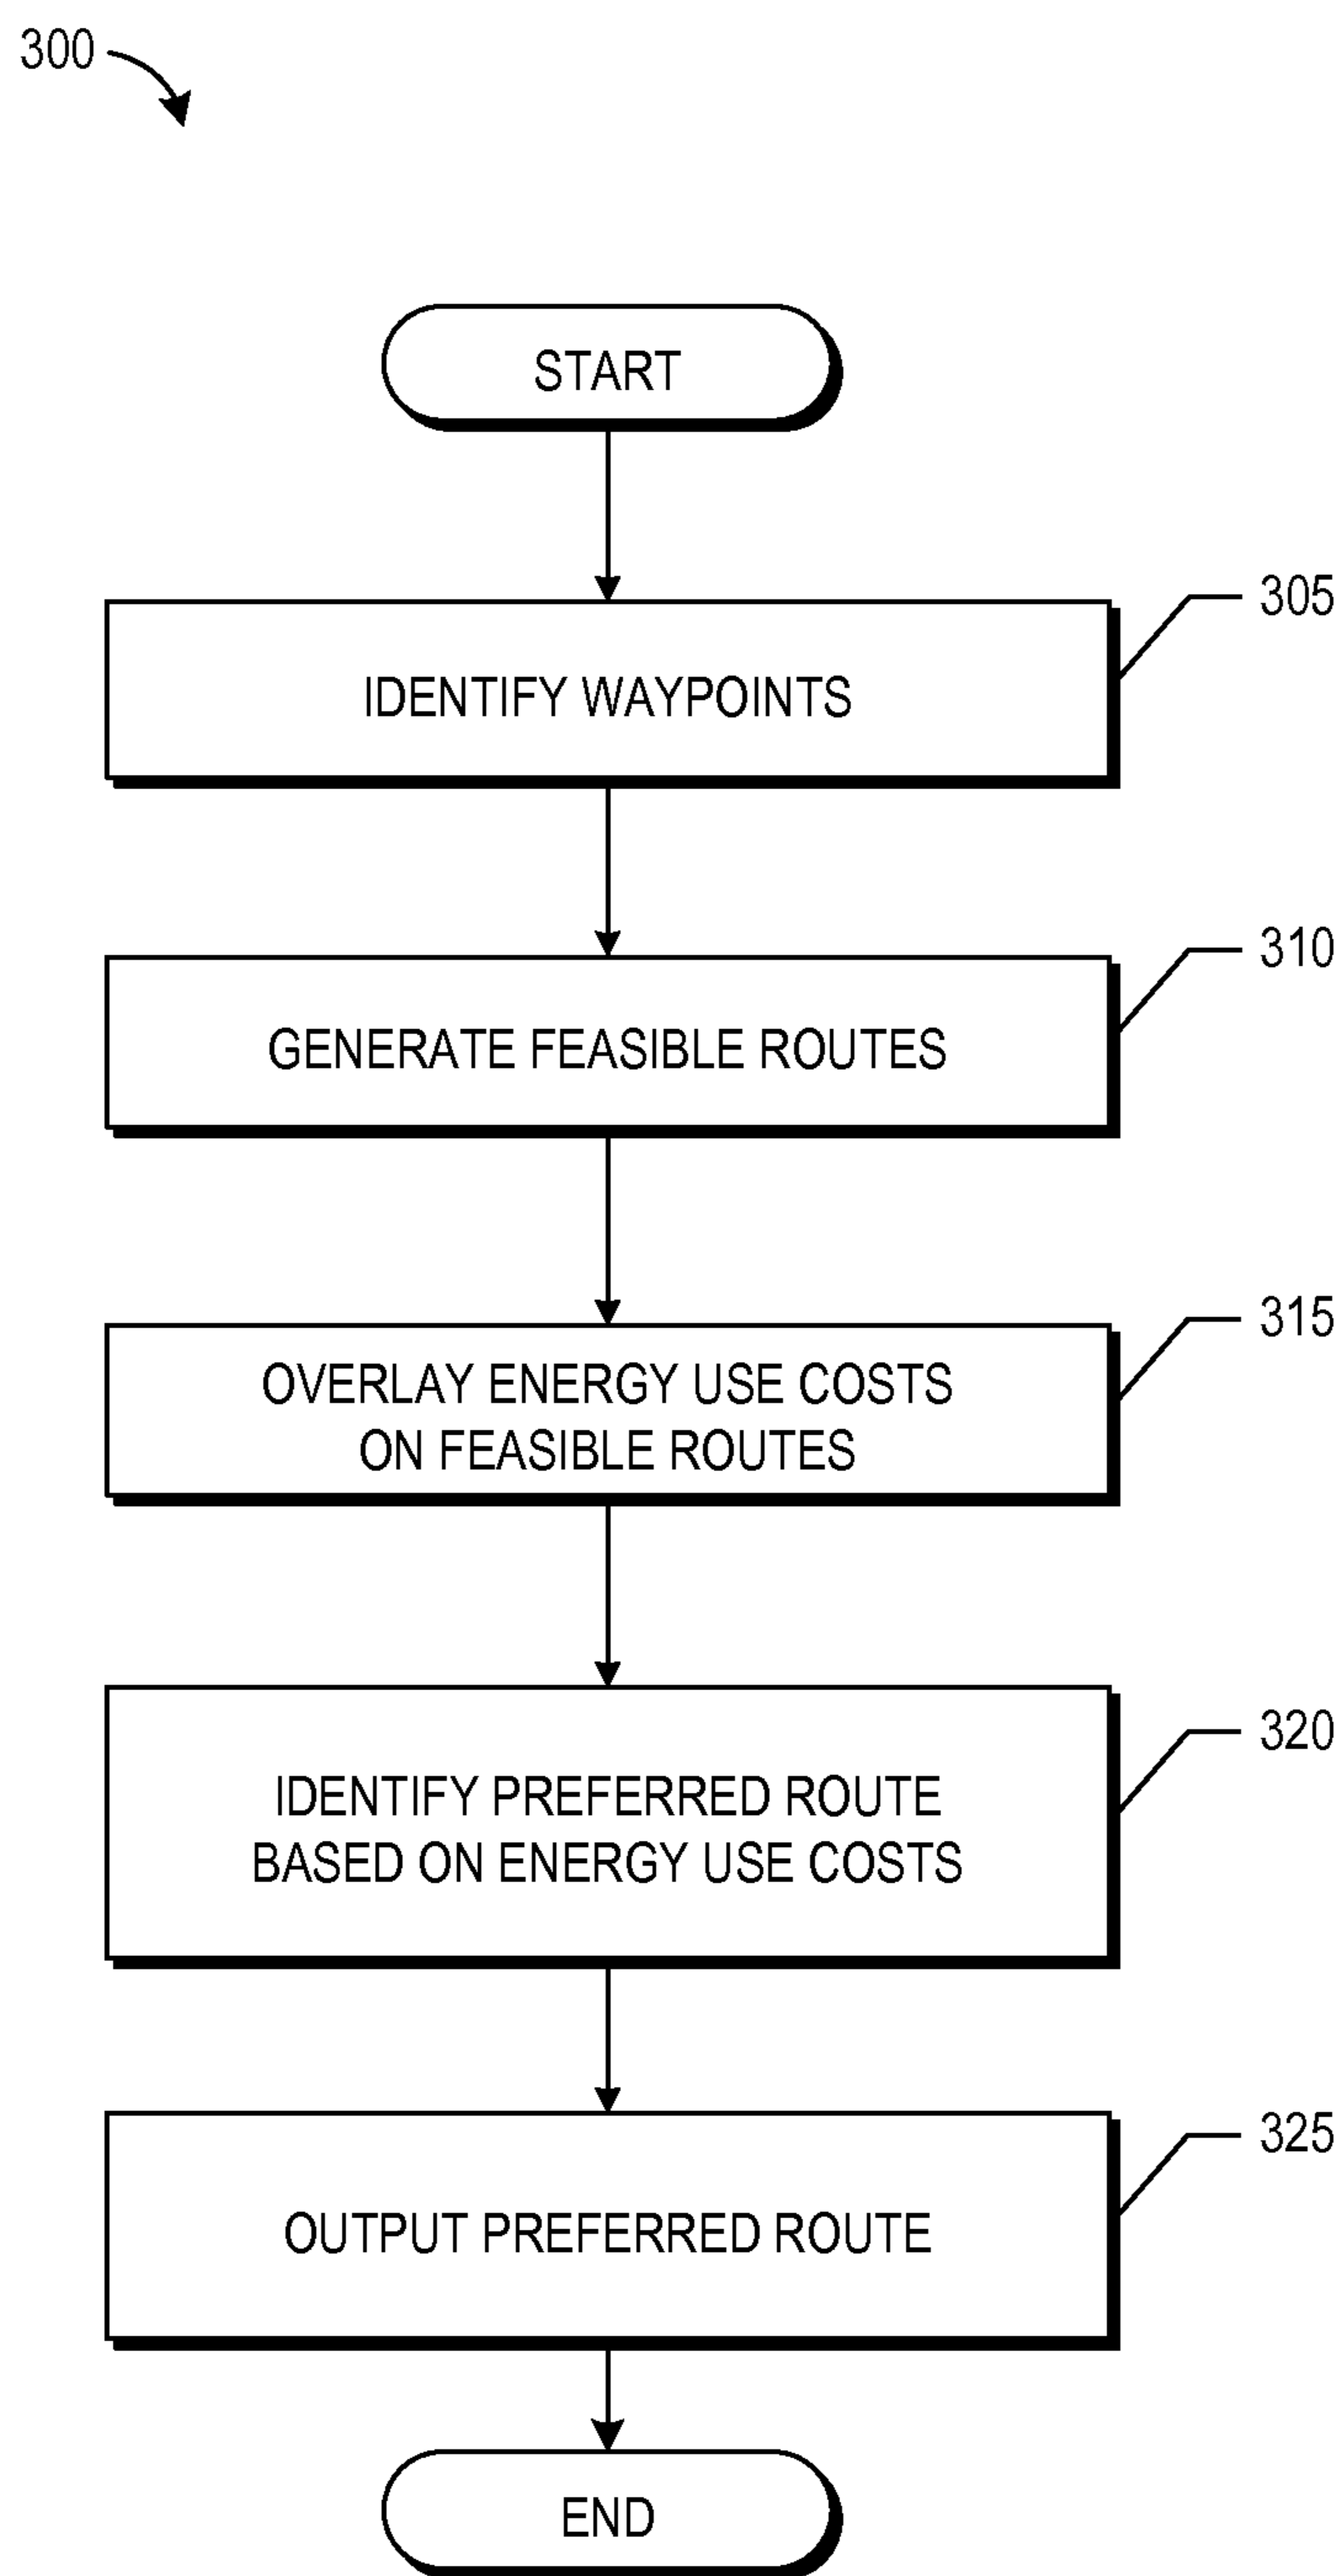 300
START
305
IDENTIFY WAYPOINTS
310
GENERATE FEASIBLE ROUTES
315
OVERLAY ENERGY USE COSTS
ON FEASIBLE ROUTES
320
IDENTIFY PREFERRED ROUTE
BASED ON ENERGY USE COSTS
325
OUTPUT PREFERRED ROUTE
END